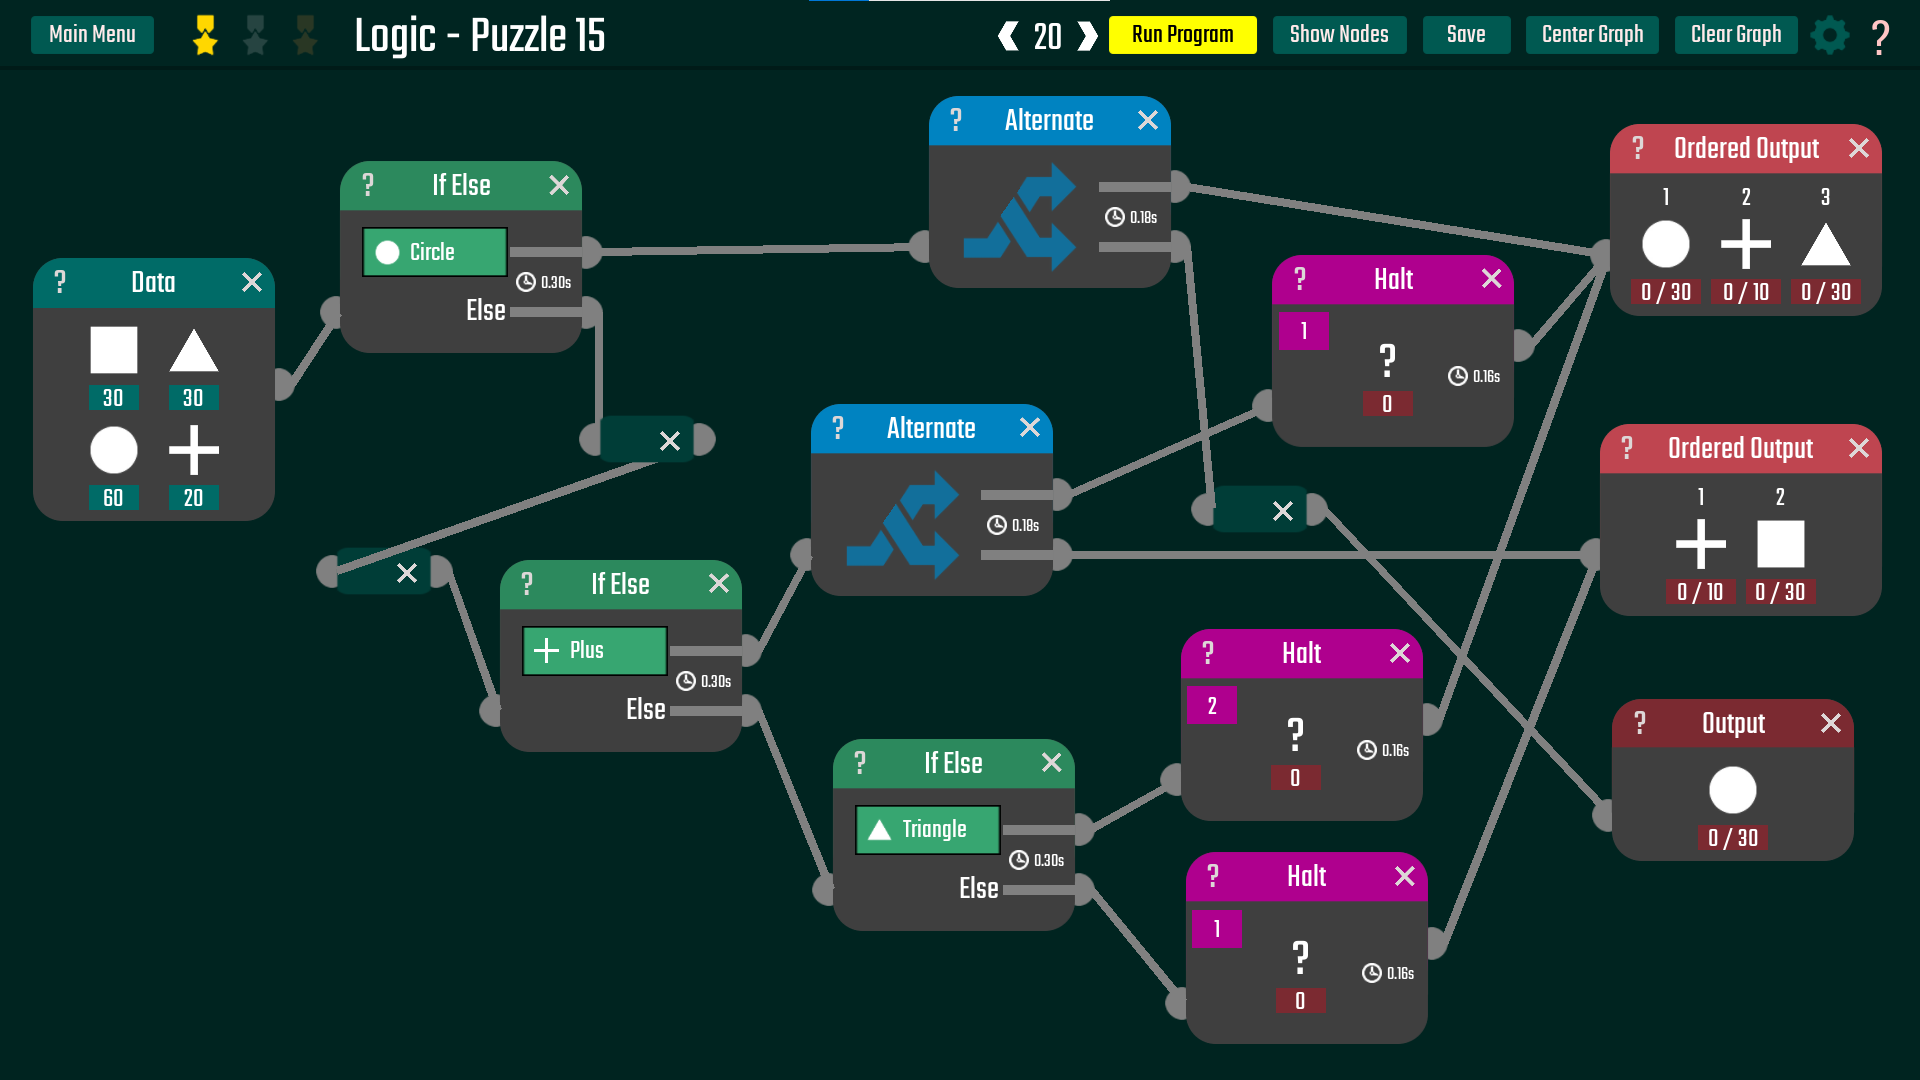 Main Menu
Logic - Puzzle 15
20
Run Program
Show Nodes
Save
Center Graph
Clear Graph
?
? Alternate
0.18s
? Ordered Output
1 2 3
0 / 30 0 / 10 0 / 30
? If Else
Circle
0.30s
Else
? Data
30 30
60 20
? Halt
1
?
0.16s
0
? Alternate
0.18s
? Ordered Output
1 2
0 / 10 0 / 30
? If Else
Plus
0.30s
Else
? Halt
2
?
0.16s
0
? Output
0 / 30
? If Else
Triangle
0.30s
Else
? Halt
1
?
0.16s
0